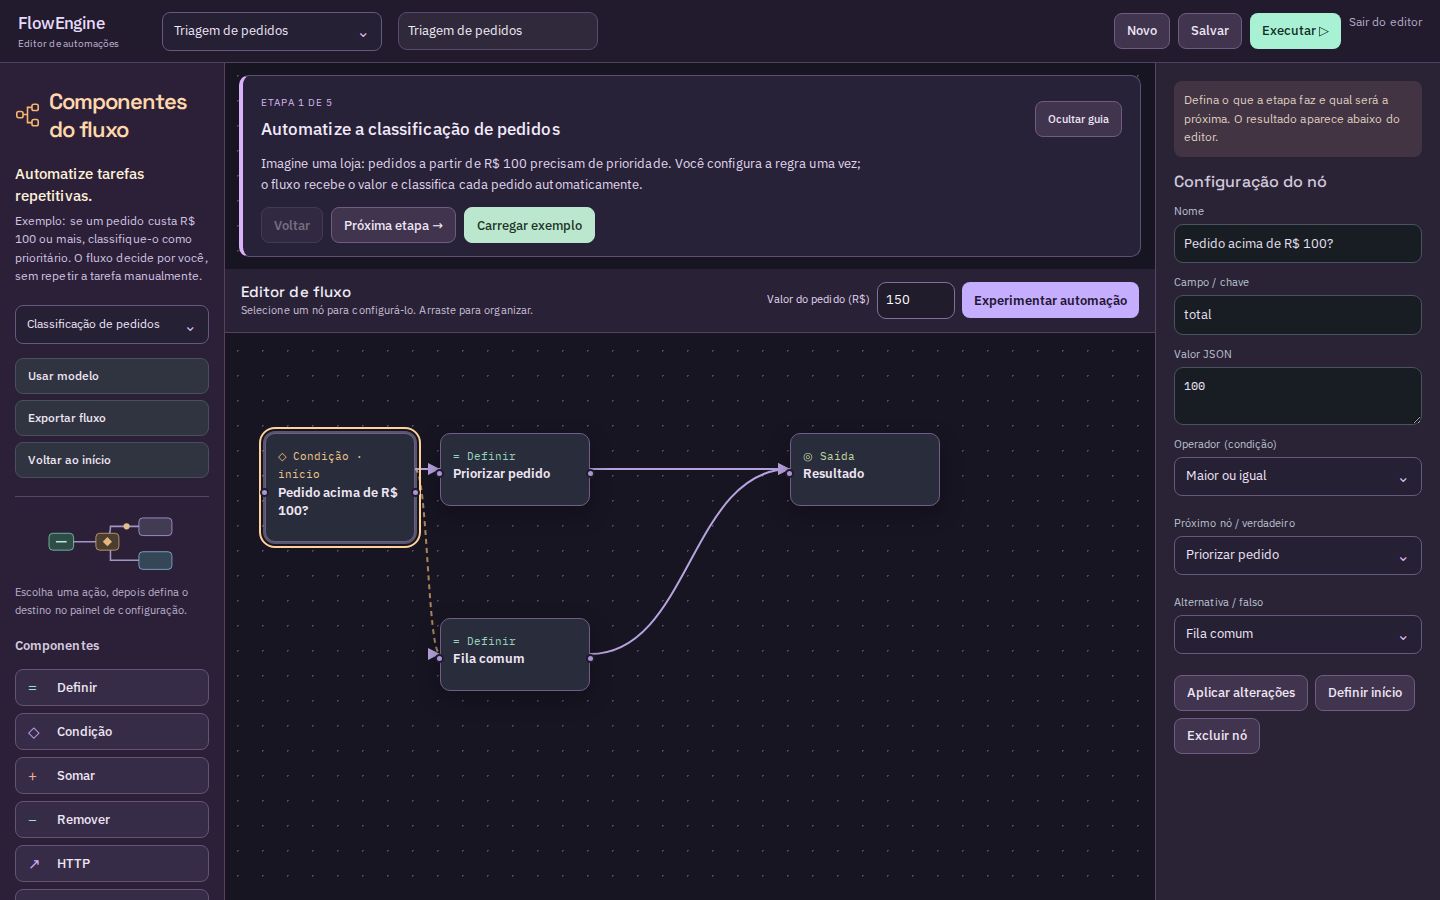 FlowEngine
Editor de automações
Triagem de pedidos
Triagem de pedidos
Novo
Salvar
Executar ▷
Sair do editor
Componentes
do fluxo
Automatize tarefas
repetitivas.
Exemplo: se um pedido custa R$
100 ou mais, classifique-o como
prioritário. O fluxo decide por você,
sem repetir a tarefa manualmente.
Classificação de pedidos
Usar modelo
Exportar fluxo
Voltar ao início
Escolha uma ação, depois defina o
destino no painel de configuração.
Componentes
= Definir
◇ Condição
+ Somar
− Remover
↗ HTTP
ETAPA 1 DE 5
Automatize a classificação de pedidos
Imagine uma loja: pedidos a partir de R$ 100 precisam de prioridade. Você configura a regra uma vez;
o fluxo recebe o valor e classifica cada pedido automaticamente.
Voltar
Próxima etapa →
Carregar exemplo
Ocultar guia
Editor de fluxo
Selecione um nó para configurá-lo. Arraste para organizar.
Valor do pedido (R$)
150
Experimentar automação
◇ Condição ·
início
Pedido acima de R$
100?
= Definir
Priorizar pedido
◎ Saída
Resultado
= Definir
Fila comum
Defina o que a etapa faz e qual será a
próxima. O resultado aparece abaixo do
editor.
Configuração do nó
Nome
Pedido acima de R$ 100?
Campo / chave
total
Valor JSON
100
Operador (condição)
Maior ou igual
Próximo nó / verdadeiro
Priorizar pedido
Alternativa / falso
Fila comum
Aplicar alterações
Definir início
Excluir nó